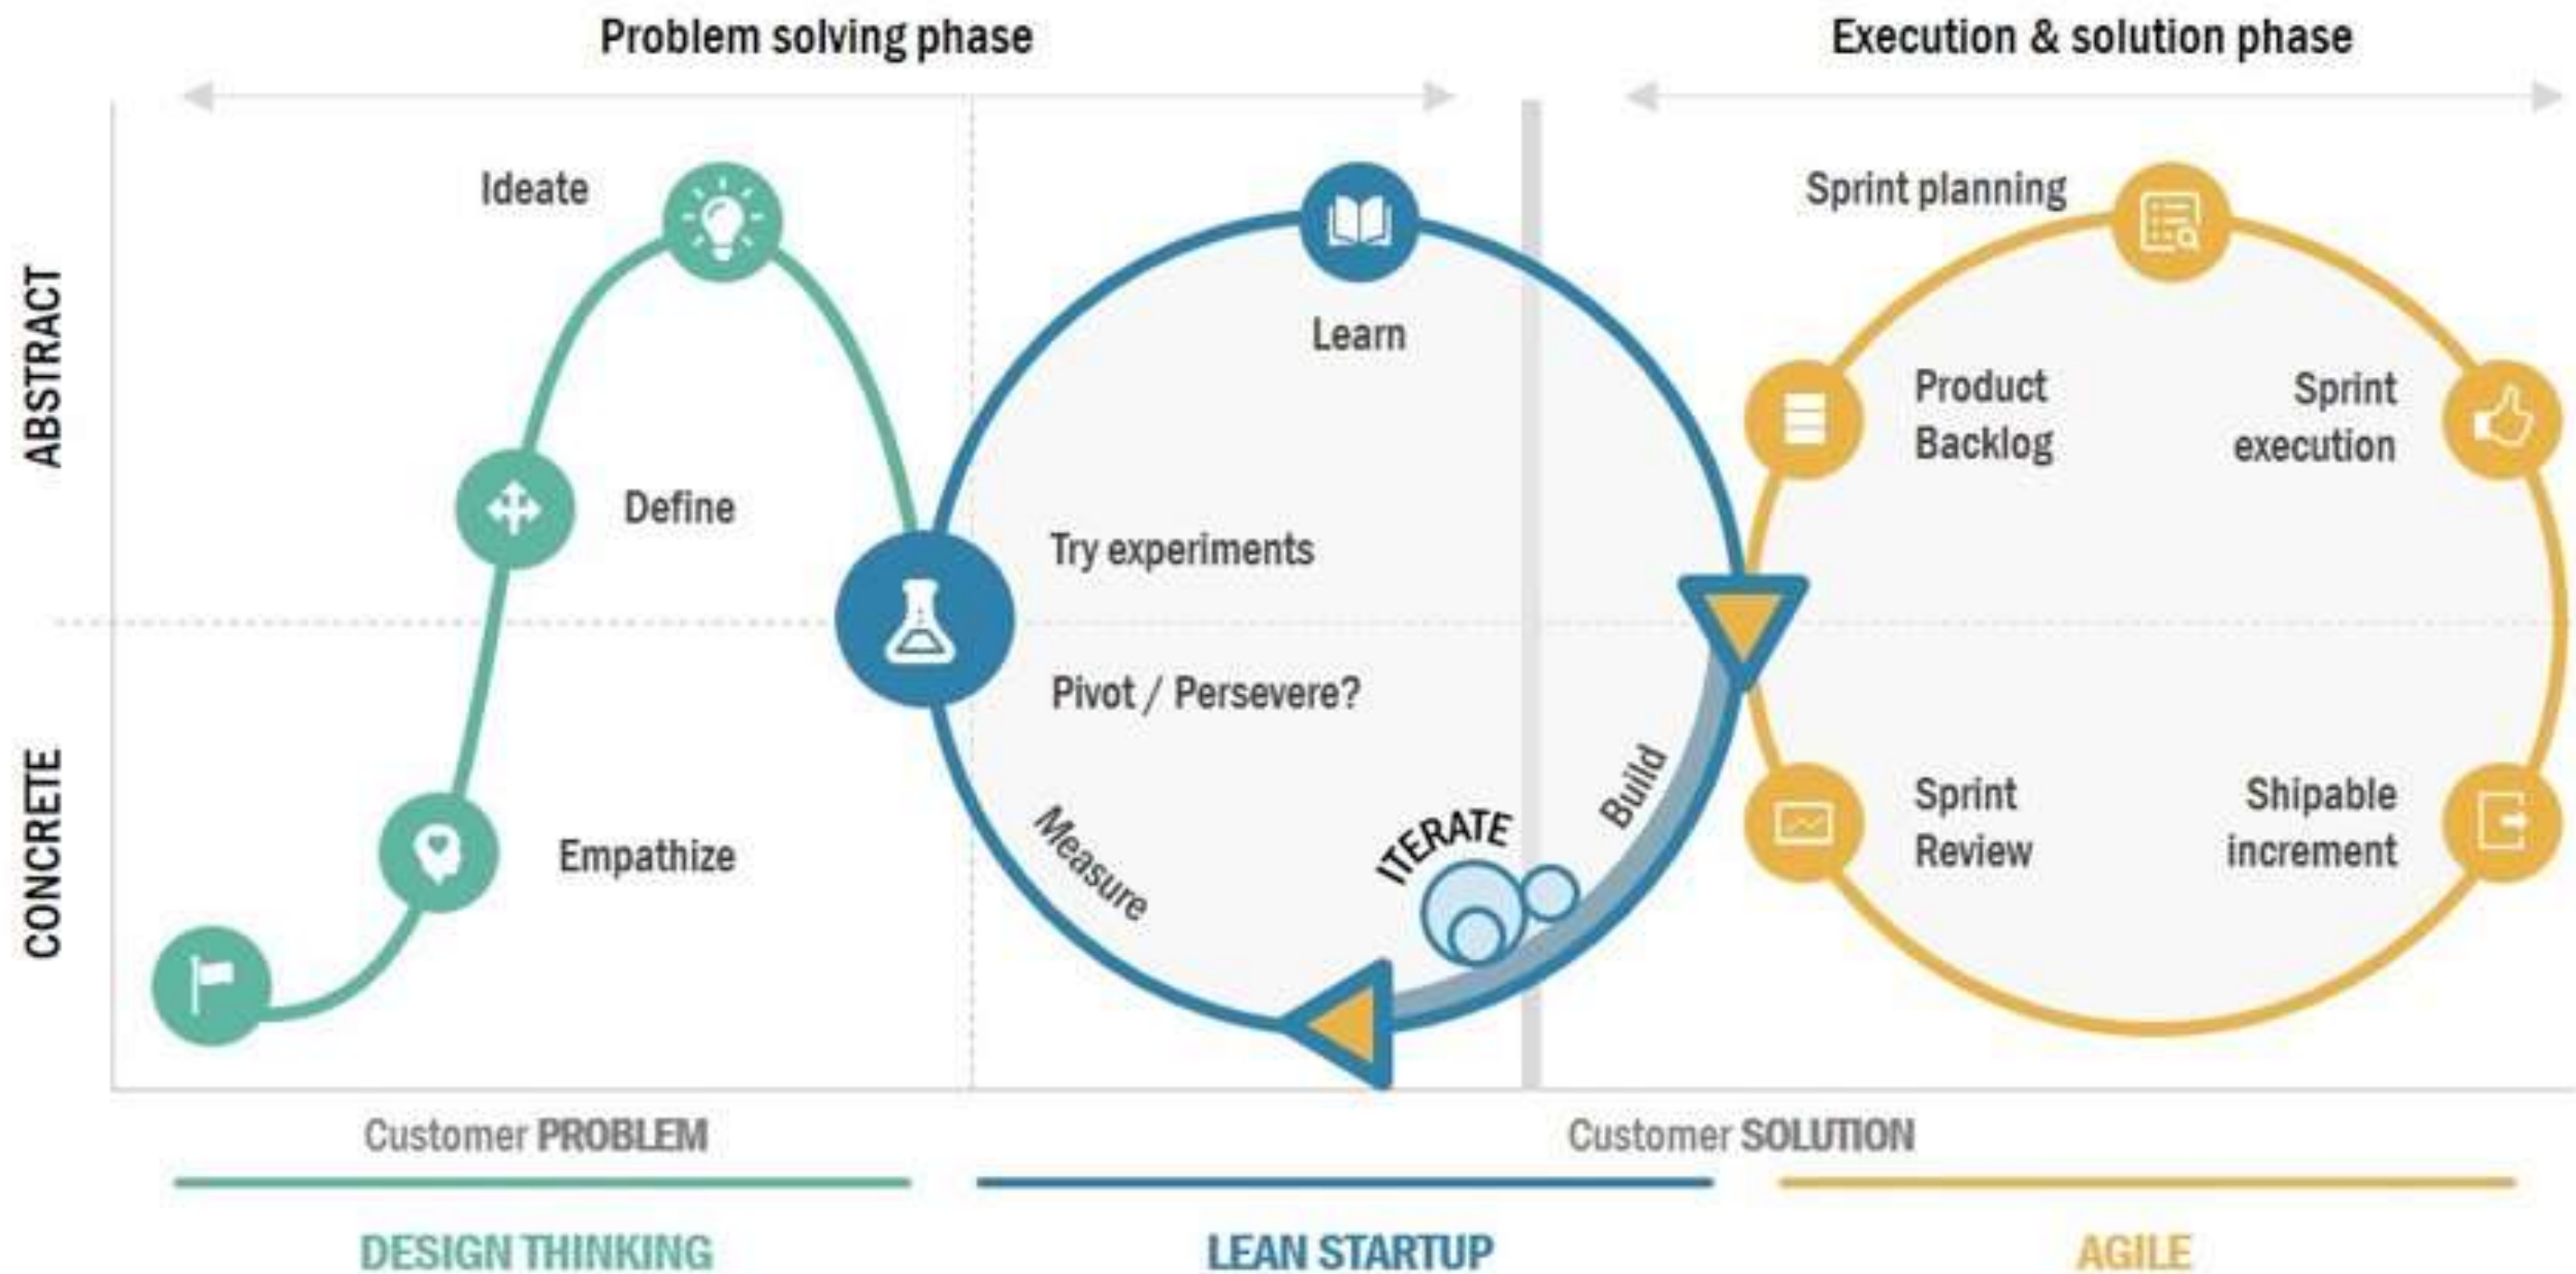 Problem solving phase
Execution & solution phase
ABSTRACT
CONCRETE
Ideate
Define
Empathize
Learn
Try experiments
Pivot / Persevere?
Measure
ITERATE
Build
Sprint planning
Product
Backlog
Sprint
execution
Sprint
Review
Shipable
increment
Customer PROBLEM
Customer SOLUTION
DESIGN THINKING
LEAN STARTUP
AGILE